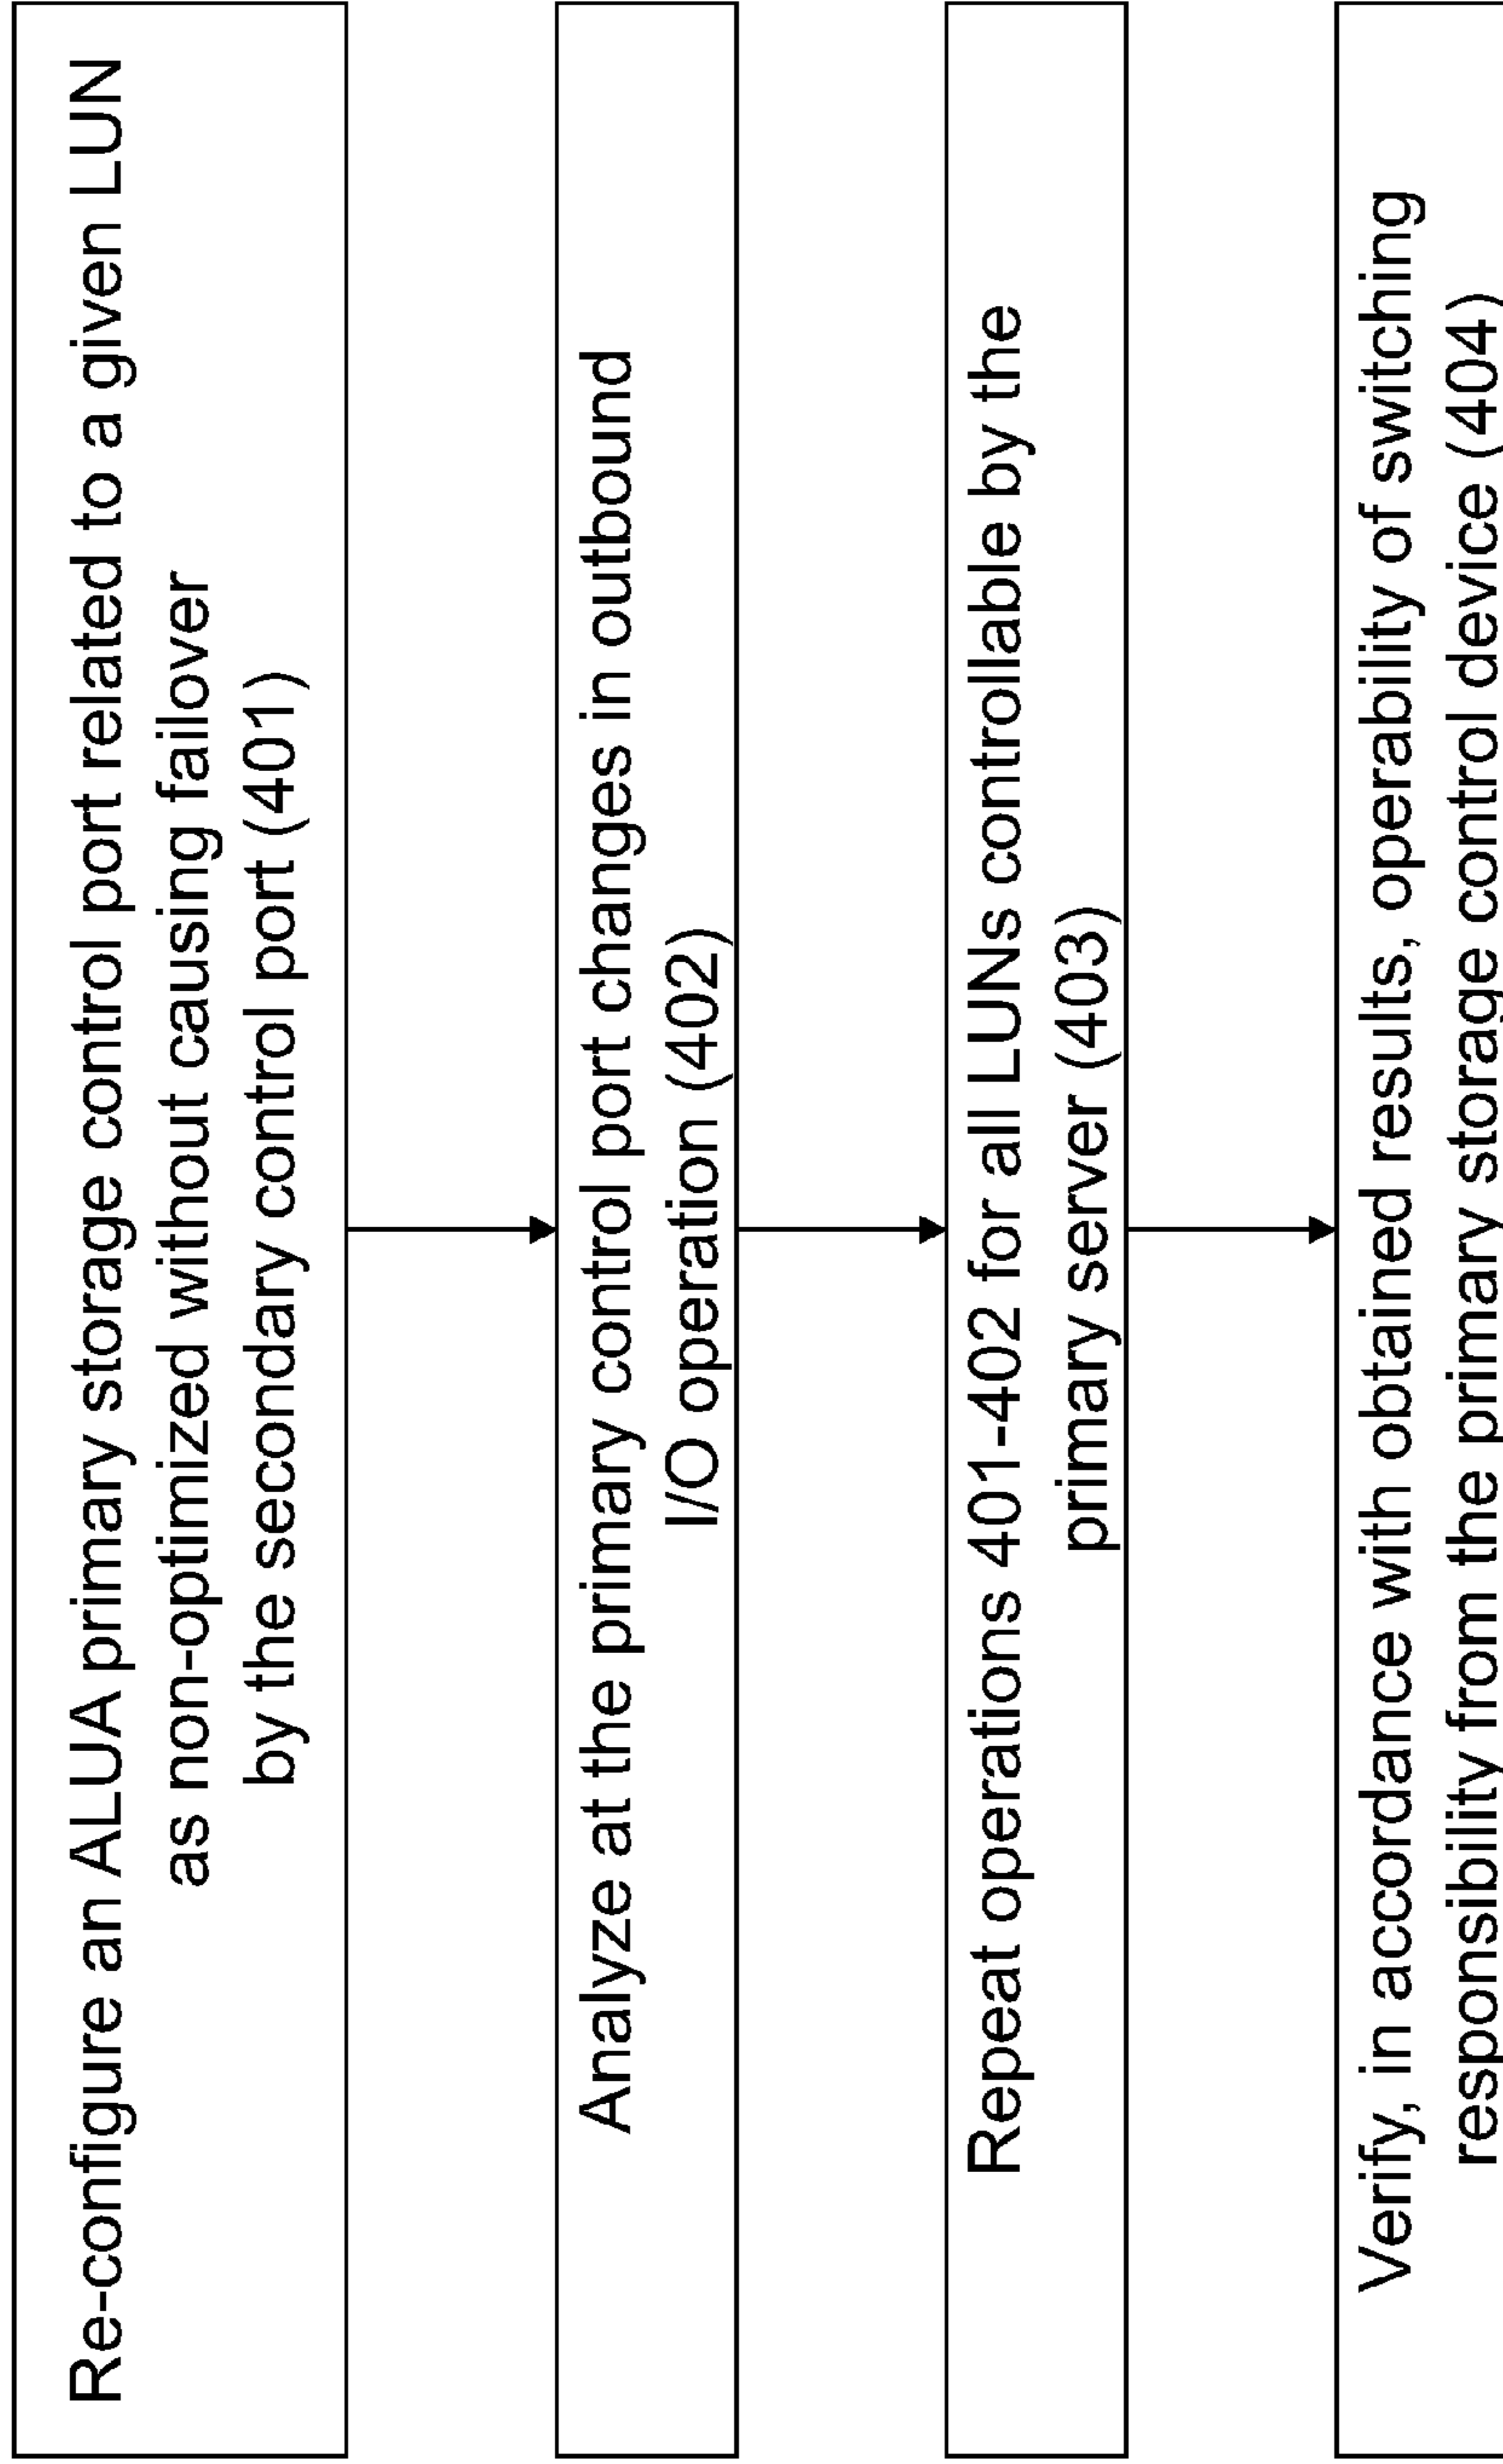 Re-configure an ALUA primary storage control port related to a given LUN
as non-optimized without causing failover
by the secondary control port (401)
Analyze at the primary control port changes in outbound
I/O operation (402)
Repeat operations 401-402 for all LUNs controllable by the
primary server (403)
Verify, in accordance with obtained results, operability of switching
responsibility from the primary storage control device (404)